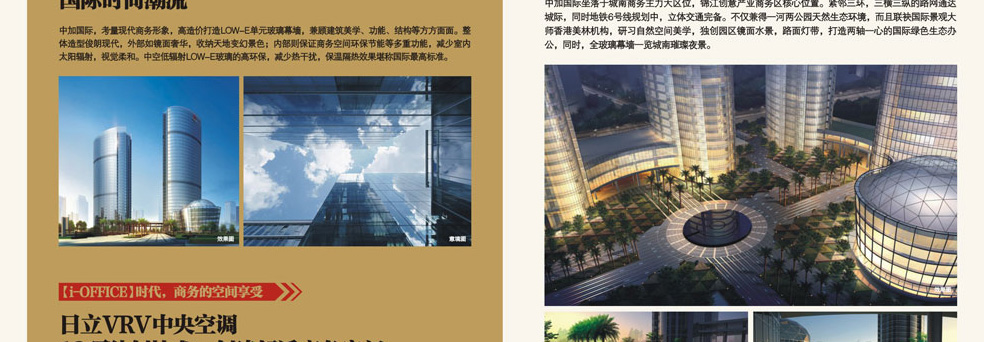 国际时尚潮流
中加国际，考量现代商务形象，高造价打造LOW-E单元玻璃幕墙，兼顾建筑美学、功能、结构等方方面面。整
体造型俊朗现代，外部如镜面奢华，收纳天地变幻景色；内部则保证商务空间环保节能等多重功能，减少室内
太阳辐射，视觉柔和。中空低辐射LOW-E玻璃的高环保，减少热干扰，保温隔热效果堪称国际最高标准。
效果图
意境图
【i-OFFICE】时代，商务的空间享受
日立VRV中央空调
中加国际坐落于城南商务主力大区位，锦江创意产业商务区核心位置。紧邻三环，三横三纵的路网通达
城际，同时地铁6号线规划中，立体交通完备。不仅兼得一河两公园天然生态环境，而且联袂国际景观大
师香港美林机构，研习自然空间美学，独创园区镜面水景，路面灯带，打造两轴一心的国际绿色生态办
公，同时，全玻璃幕墙一览城南璀璨夜景。